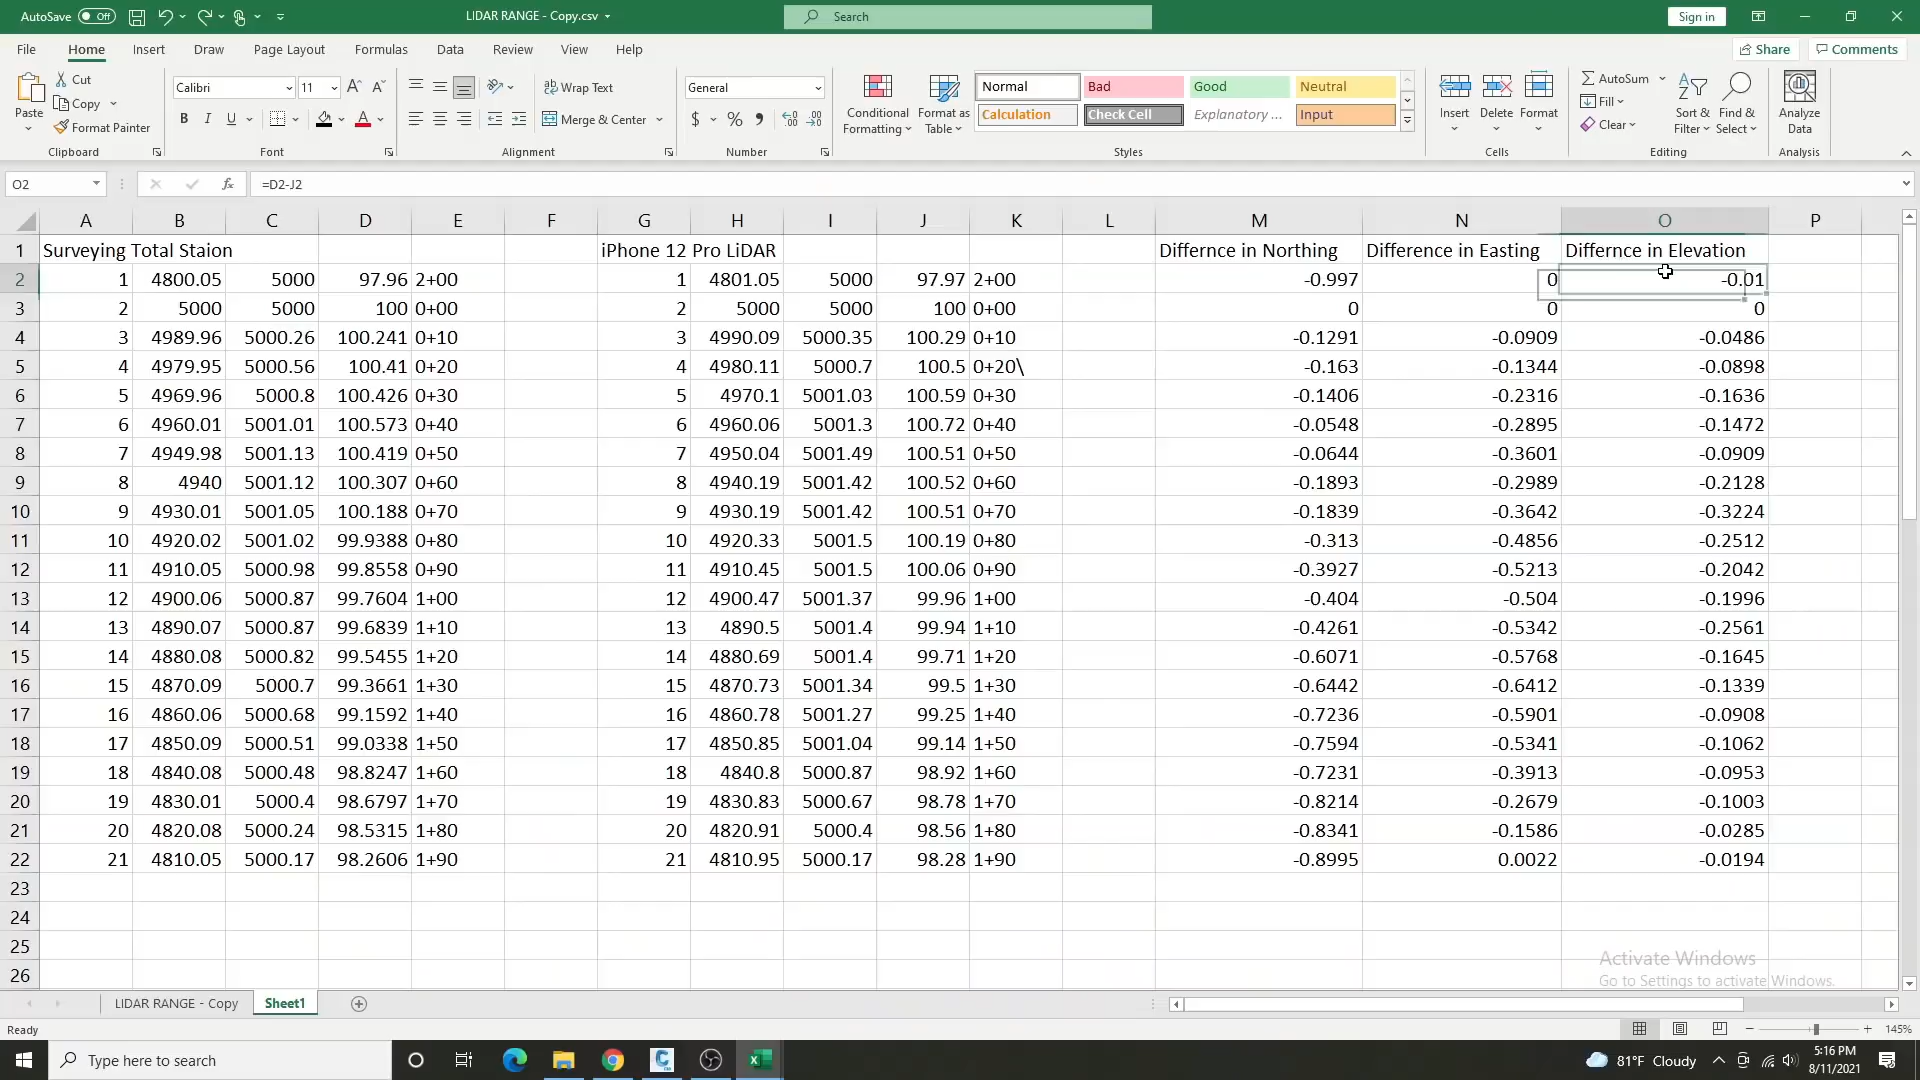 AutoSave Off LIDAR RANGE - Copy.csv Search Sign in
File Home Insert Draw Page Layout Formulas Data Review View Help Share Comments
Paste Cut Copy Format Painter Clipboard
Calibri 11 B I U Font
Wrap Text Merge & Center Alignment
General $ % 9 Number
Conditional Formatting Format as Table Normal Bad Good Neutral Calculation Check Cell Explanatory ... Input Styles
Insert Delete Format Cells
AutoSum Fill Clear Sort & Filter Find & Select Editing
Analyze Data Analysis
O2 fx =D2-J2
A B C D E F G H I J K L M N O P
1 Surveying Total Staion iPhone 12 Pro LiDAR Differnce in Northing Difference in Easting Differnce in Elevation
2 1 4800.05 5000 97.96 2+00 1 4801.05 5000 97.97 2+00 -0.997 0 -0.01
3 2 5000 5000 100 0+00 2 5000 5000 100 0+00 0 0 0
4 3 4989.96 5000.26 100.241 0+10 3 4990.09 5000.35 100.29 0+10 -0.1291 -0.0909 -0.0486
5 4 4979.95 5000.56 100.41 0+20 4 4980.11 5000.7 100.5 0+20\ -0.163 -0.1344 -0.0898
6 5 4969.96 5000.8 100.426 0+30 5 4970.1 5001.03 100.59 0+30 -0.1406 -0.2316 -0.1636
7 6 4960.01 5001.01 100.573 0+40 6 4960.06 5001.3 100.72 0+40 -0.0548 -0.2895 -0.1472
8 7 4949.98 5001.13 100.419 0+50 7 4950.04 5001.49 100.51 0+50 -0.0644 -0.3601 -0.0909
9 8 4940 5001.12 100.307 0+60 8 4940.19 5001.42 100.52 0+60 -0.1893 -0.2989 -0.2128
10 9 4930.01 5001.05 100.188 0+70 9 4930.19 5001.42 100.51 0+70 -0.1839 -0.3642 -0.3224
11 10 4920.02 5001.02 99.9388 0+80 10 4920.33 5001.5 100.19 0+80 -0.313 -0.4856 -0.2512
12 11 4910.05 5000.98 99.8558 0+90 11 4910.45 5001.5 100.06 0+90 -0.3927 -0.5213 -0.2042
13 12 4900.06 5000.87 99.7604 1+00 12 4900.47 5001.37 99.96 1+00 -0.404 -0.504 -0.1996
14 13 4890.07 5000.87 99.6839 1+10 13 4890.5 5001.4 99.94 1+10 -0.4261 -0.5342 -0.2561
15 14 4880.08 5000.82 99.5455 1+20 14 4880.69 5001.4 99.71 1+20 -0.6071 -0.5768 -0.1645
16 15 4870.09 5000.7 99.3661 1+30 15 4870.73 5001.34 99.5 1+30 -0.6442 -0.6412 -0.1339
17 16 4860.06 5000.68 99.1592 1+40 16 4860.78 5001.27 99.25 1+40 -0.7236 -0.5901 -0.0908
18 17 4850.09 5000.51 99.0338 1+50 17 4850.85 5001.04 99.14 1+50 -0.7594 -0.5341 -0.1062
19 18 4840.08 5000.48 98.8247 1+60 18 4840.8 5000.87 98.92 1+60 -0.7231 -0.3913 -0.0953
20 19 4830.01 5000.4 98.6797 1+70 19 4830.83 5000.67 98.78 1+70 -0.8214 -0.2679 -0.1003
21 20 4820.08 5000.24 98.5315 1+80 20 4820.91 5000.4 98.56 1+80 -0.8341 -0.1586 -0.0285
22 21 4810.05 5000.17 98.2606 1+90 21 4810.95 5000.17 98.28 1+90 -0.8995 0.0022 -0.0194
23
24
25
26
Activate Windows
Go to Settings to activate Windows.
LIDAR RANGE - Copy Sheet1
Ready 145%
Type here to search 81°F Cloudy 5:16 PM
8/11/2021